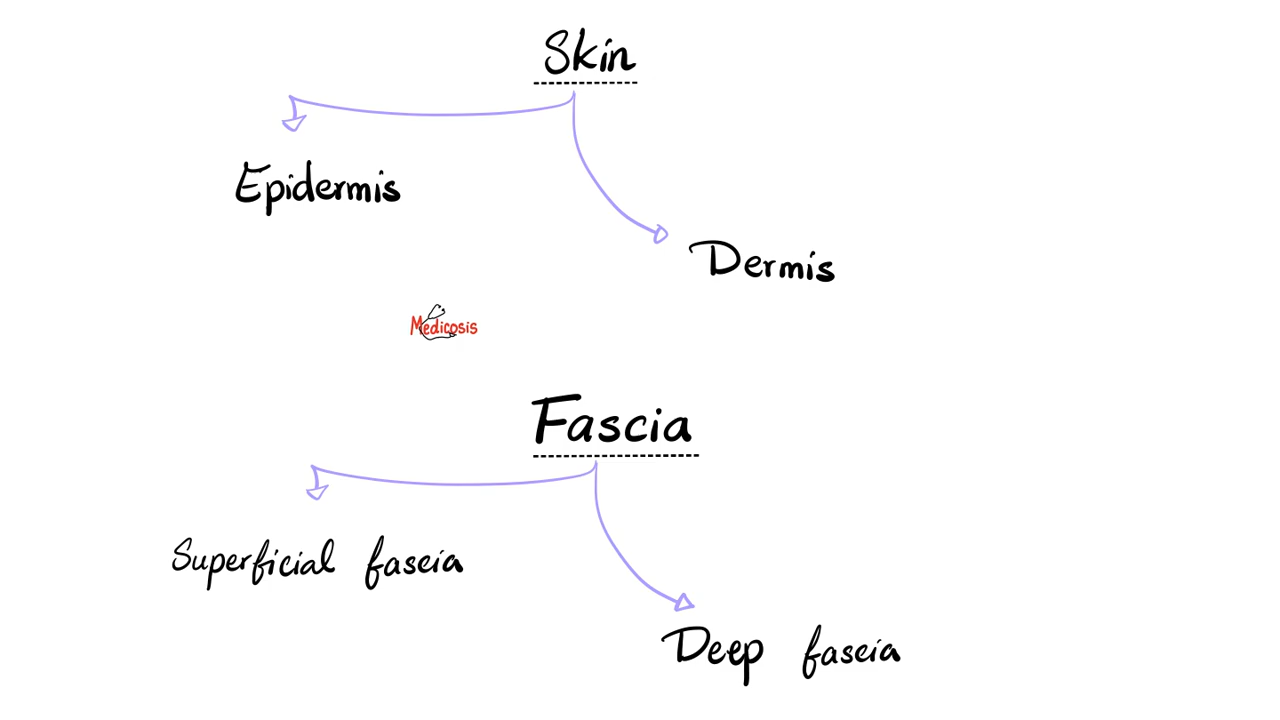 Skin
Epidermis
Dermis
Medicosis
Fascia
Superficial fascia
Deep fascia